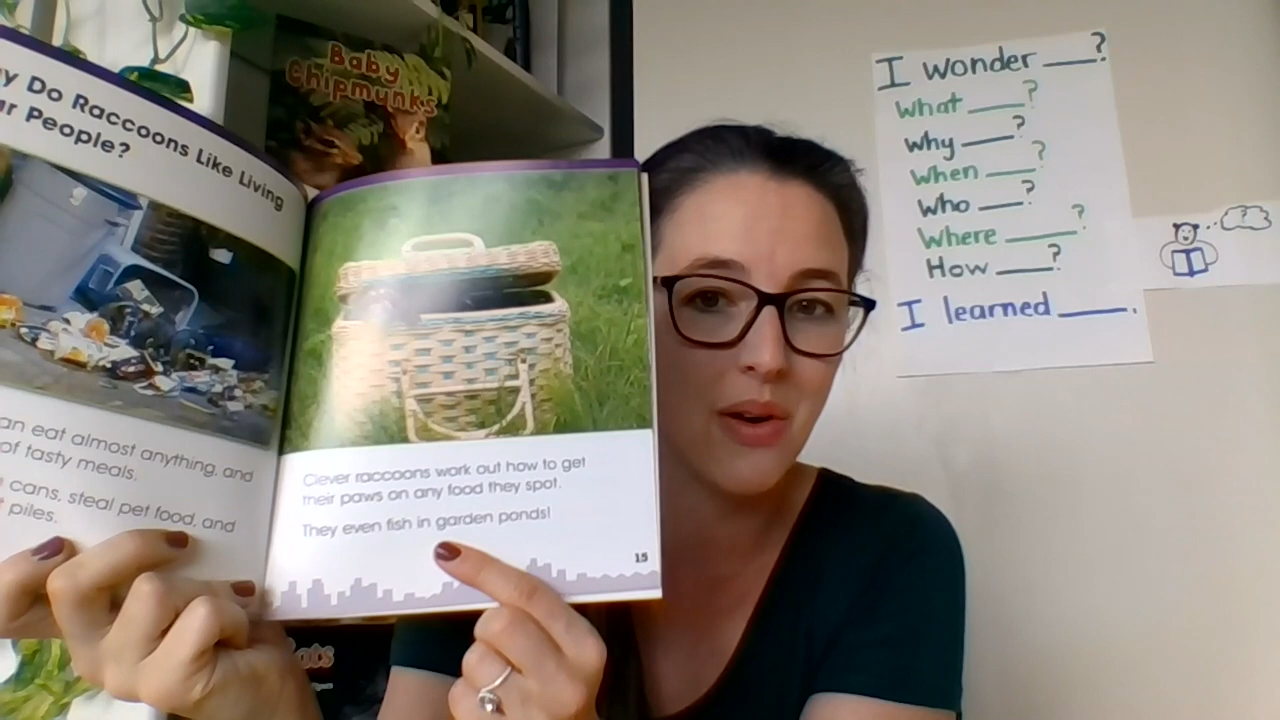 Baby
Chipmunks
y Do Raccoons Like Living
r People?
an eat almost anything, and
of tasty meals.
cans, steal pet food, and
piles.
Clever raccoons work out how to get
their paws on any food they spot.
They even fish in garden ponds!
15
I wonder ___?
What ___?
Why ___?
When ___?
Who ___?
Where ___?
How ___?
I learned ___.
?